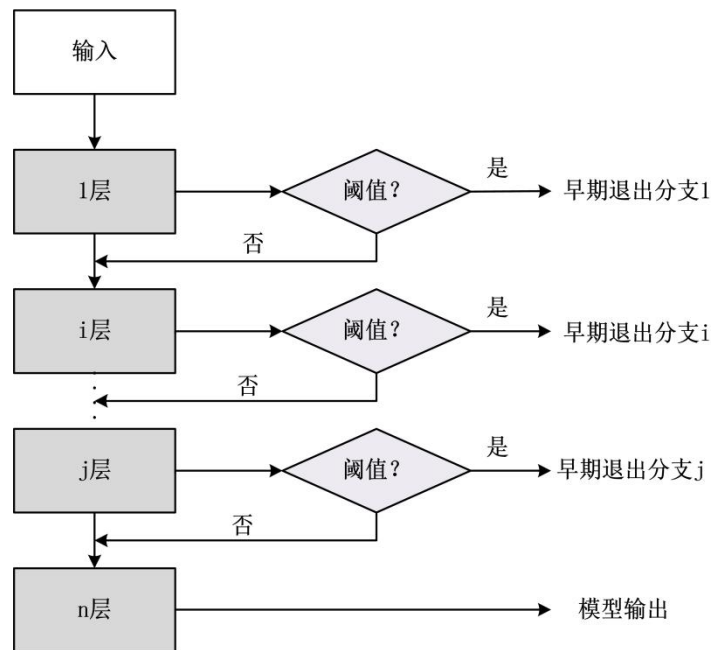 输入
1层
阈值？
是
早期退出分支1
否
i层
阈值？
是
早期退出分支i
否
j层
阈值？
是
早期退出分支j
否
n层
模型输出